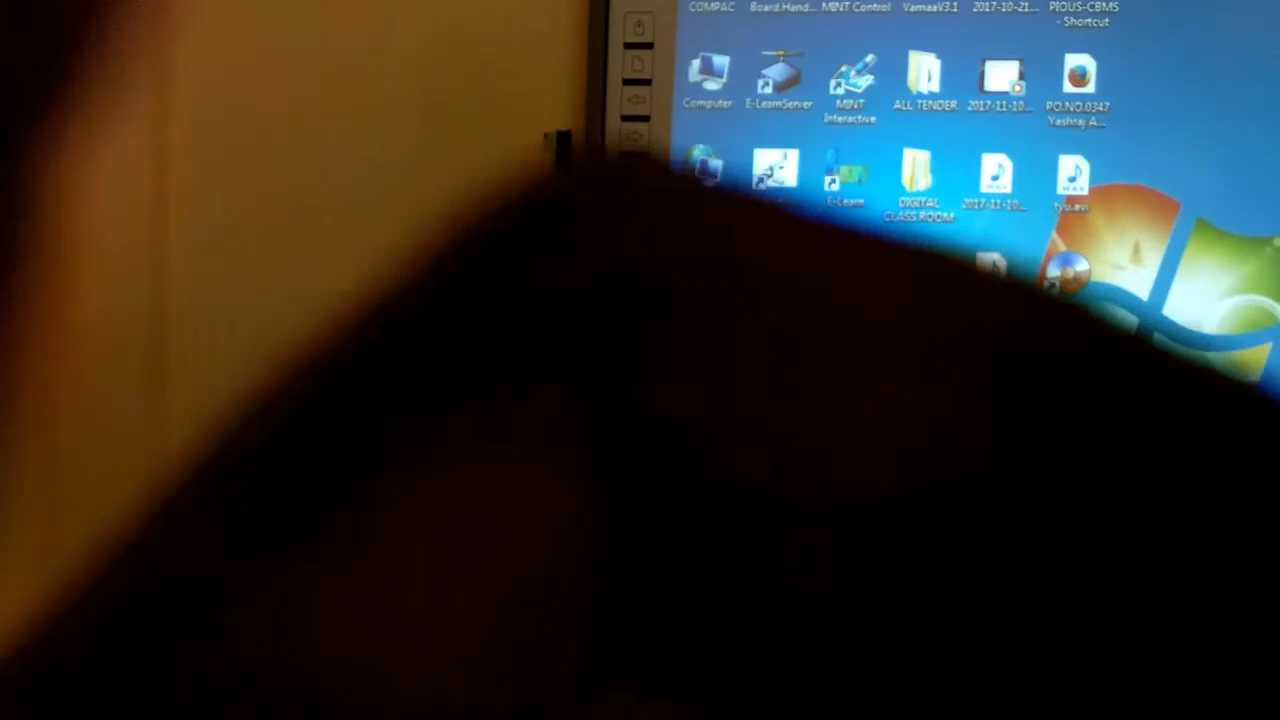 COMPAC
Board.Hand...
MINT Control
VamaaV3.1
2017-10-21...
PIOUS-CBMS
- Shortcut
Computer
E-LearnServer
MINT
Interactive
ALL TENDER
2017-11-10...
PO.NO.0347
Yashraj A...
E-Learn
DIGITAL
CLASS ROOM
2017-11-10...